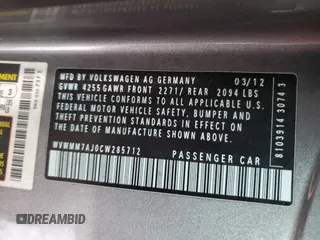 MFD BY VOLKSWAGEN AG GERMANY 03/12
GVWR 4255 GAWR FRONT 2271/ REAR 2094 LBS
THIS VEHICLE CONFORMS TO ALL APPLICABLE U.S.
FEDERAL MOTOR VEHICLE SAFETY, BUMPER AND THEFT
PREVENTION STANDARDS IN EFFECT ON THE DATE OF
MANUFACTURE SHOWN ABOVE
WVWMM7AJ0CW285712
PASSENGER CAR
8103914 3074 3
3
DREAMBID